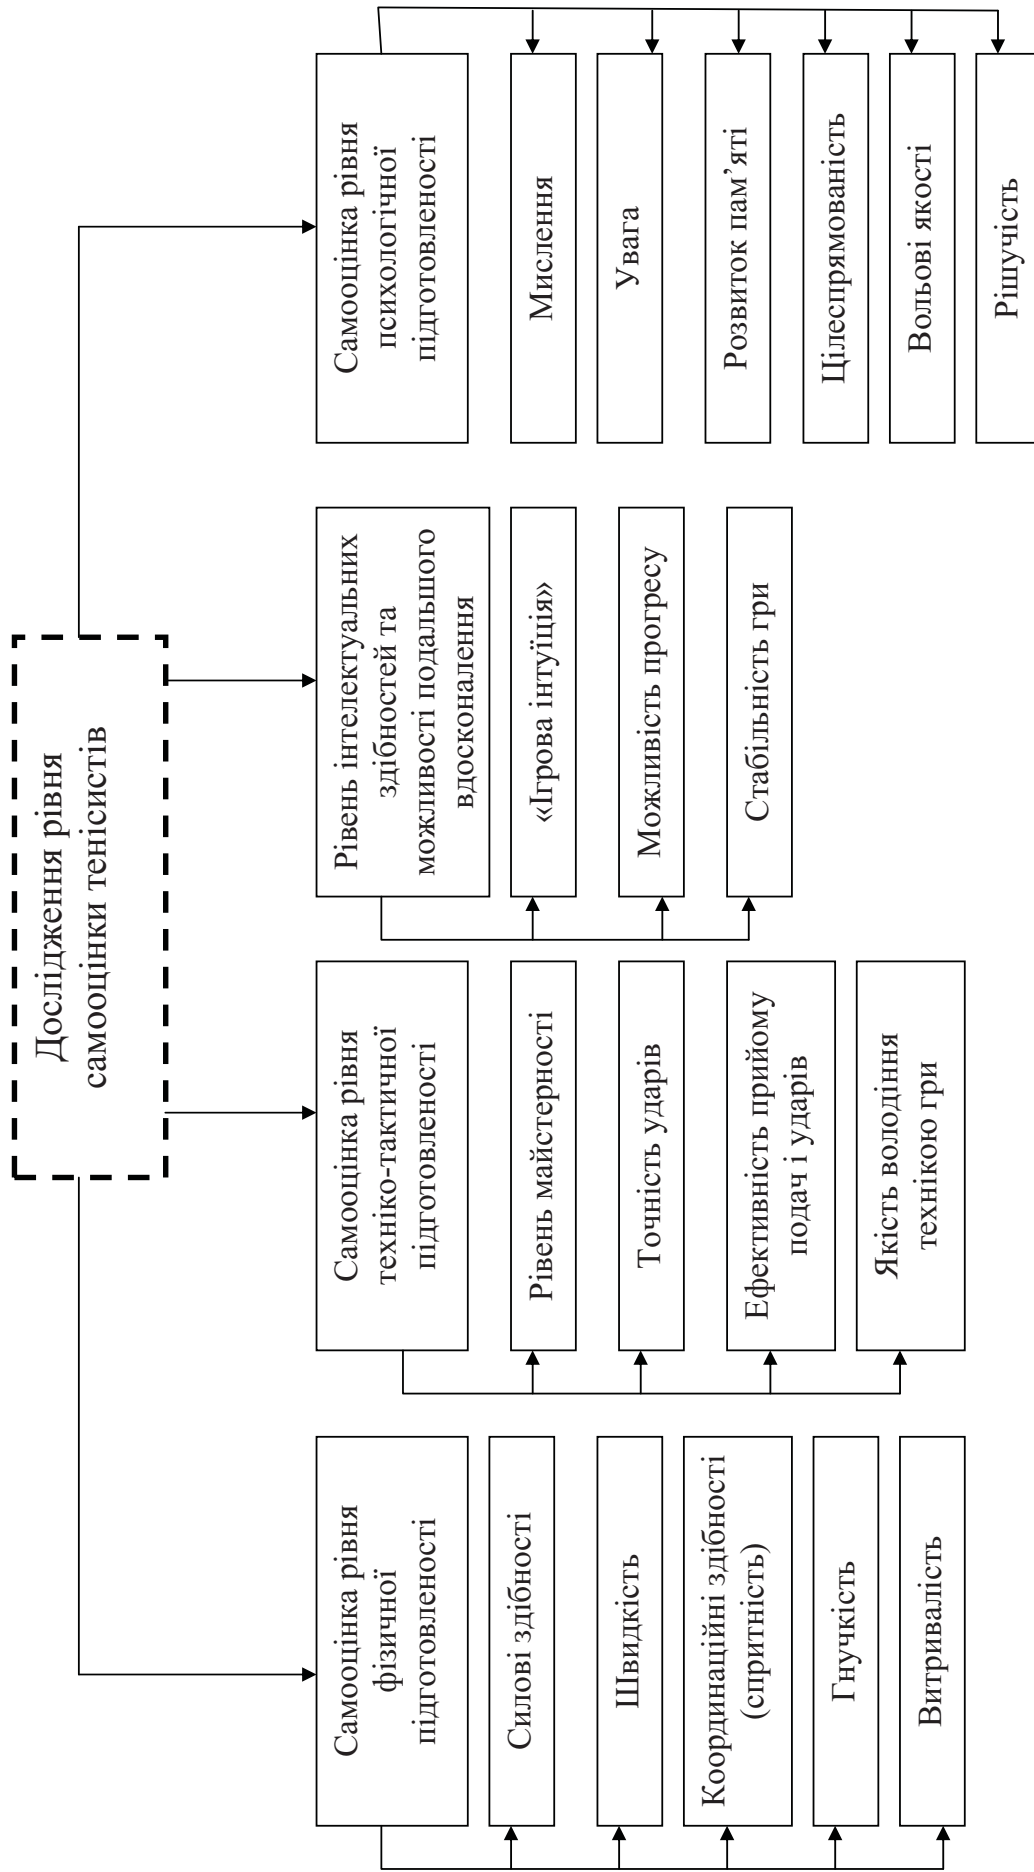 Дослідження рівня
самооцінки тенісистів
Самооцінка рівня
фізичної
підготовленості
Силові здібності
Швидкість
Координаційні здібності
(спритність)
Гнучкість
Витривалість
Самооцінка рівня
техніко-тактичної
підготовленості
Рівень майстерності
Точність ударів
Ефективність прийому
подач і ударів
Якість володіння
технікою гри
Рівень інтелектуальних
здібностей та
можливості подальшого
вдосконалення
«Ігрова інтуїція»
Можливість прогресу
Стабільність гри
Самооцінка рівня
психологічної
підготовленості
Мислення
Увага
Розвиток пам’яті
Цілеспрямованість
Вольові якості
Рішучість